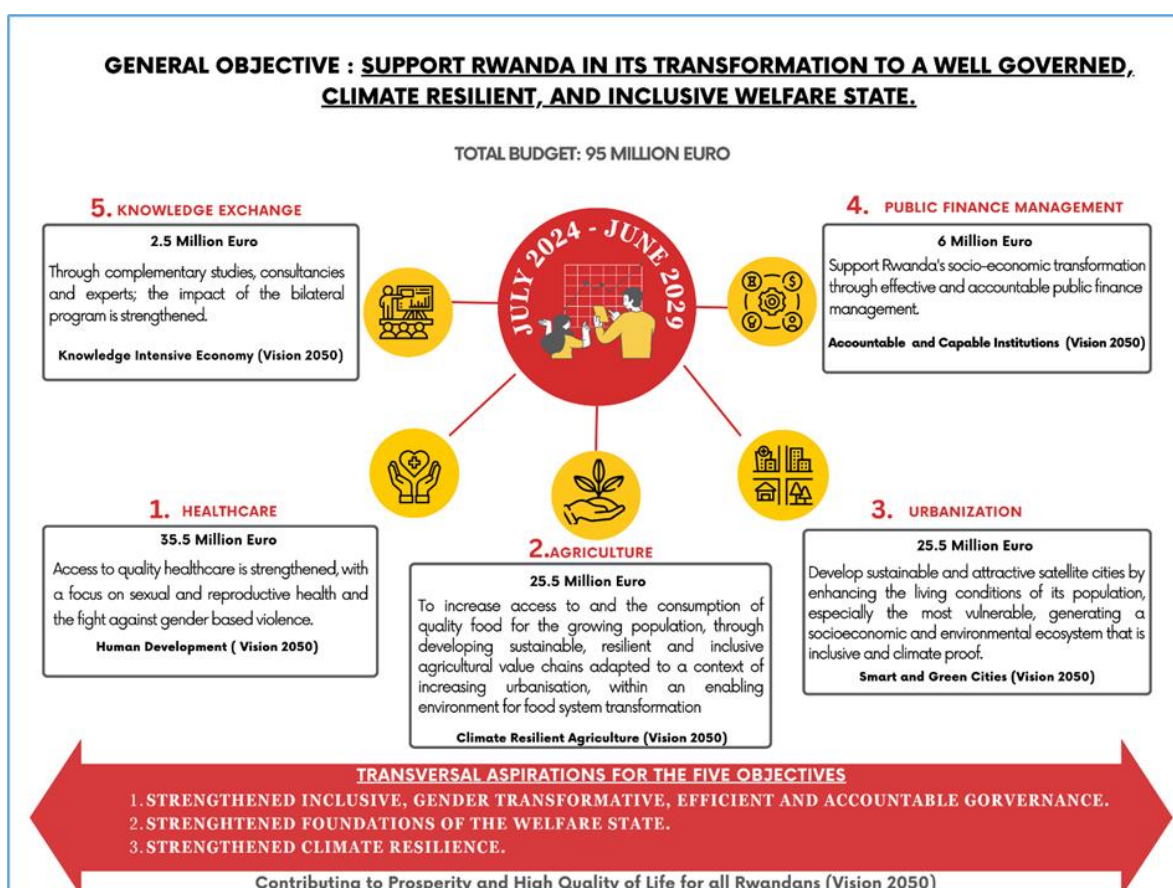 GENERAL OBJECTIVE : SUPPORT RWANDA IN ITS TRANSFORMATION TO A WELL GOVERNED,
CLIMATE RESILIENT, AND INCLUSIVE WELFARE STATE.
TOTAL BUDGET: 95 MILLION EURO
5. KNOWLEDGE EXCHANGE
2.5 Million Euro
Through complementary studies, consultancies
and experts; the impact of the bilateral
program is strengthened.
Knowledge Intensive Economy (Vision 2050)
JULY 2024 - JUNE 2029
4. PUBLIC FINANCE MANAGEMENT
6 Million Euro
Support Rwanda's socio-economic transformation
through effective and accountable public finance
management.
Accountable and Capable Institutions (Vision 2050)
1. HEALTHCARE
35.5 Million Euro
Access to quality healthcare is strengthened, with
a focus on sexual and reproductive health and
the fight against gender based violence.
Human Development ( Vision 2050)
2.AGRICULTURE
25.5 Million Euro
To increase access to and the consumption of
quality food for the growing population, through
developing sustainable, resilient and inclusive
agricultural value chains adapted to a context of
increasing urbanisation, within an enabling
environment for food system transformation
Climate Resilient Agriculture (Vision 2050)
3. URBANIZATION
25.5 Million Euro
Develop sustainable and attractive satellite cities by
enhancing the living conditions of its population,
especially the most vulnerable, generating a
socioeconomic and environmental ecosystem that is
inclusive and climate proof.
Smart and Green Cities (Vision 2050)
TRANSVERSAL ASPIRATIONS FOR THE FIVE OBJECTIVES
1. STRENGTHENED INCLUSIVE, GENDER TRANSFORMATIVE, EFFICIENT AND ACCOUNTABLE GORVERNANCE.
2. STRENGHTENED FOUNDATIONS OF THE WELFARE STATE.
3. STRENGTHENED CLIMATE RESILIENCE.
Contributing to Prosperity and High Quality of Life for all Rwandans (Vision 2050)